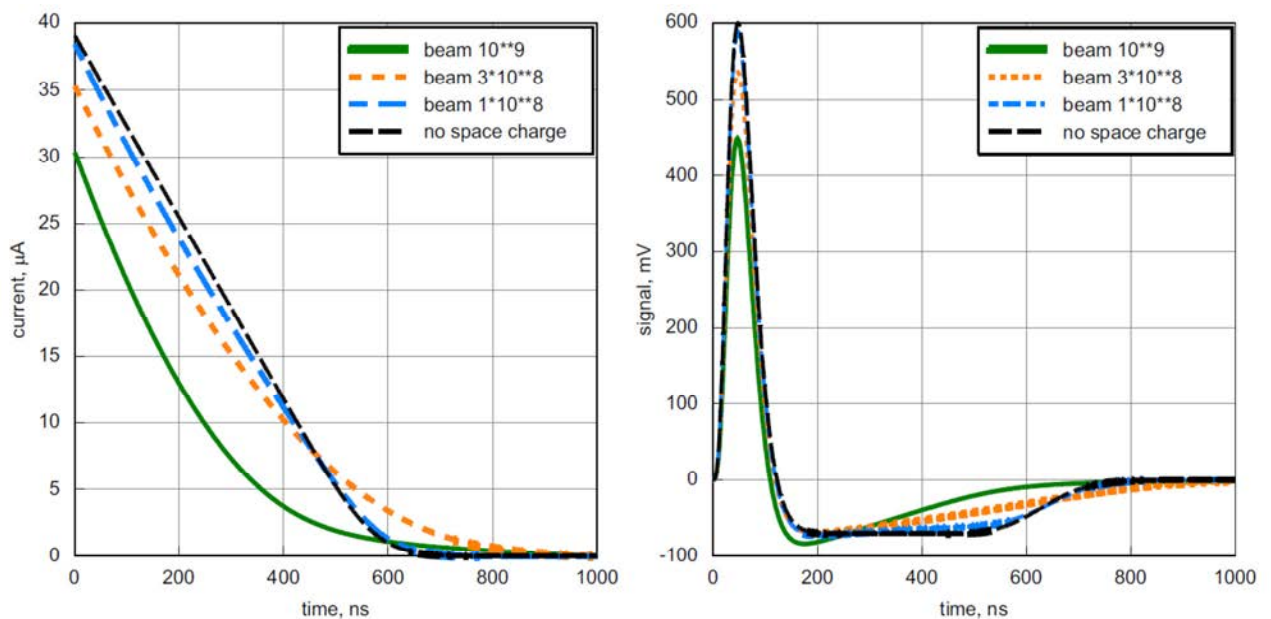 40
35
30
25
20
15
10
5
0
current, μA
0 200 400 600 800 1000
time, ns
beam 10**9
beam 3*10**8
beam 1*10**8
no space charge
600
500
400
300
200
100
0
-100
signal, mV
0 200 400 600 800 1000
time, ns
beam 10**9
beam 3*10**8
beam 1*10**8
no space charge